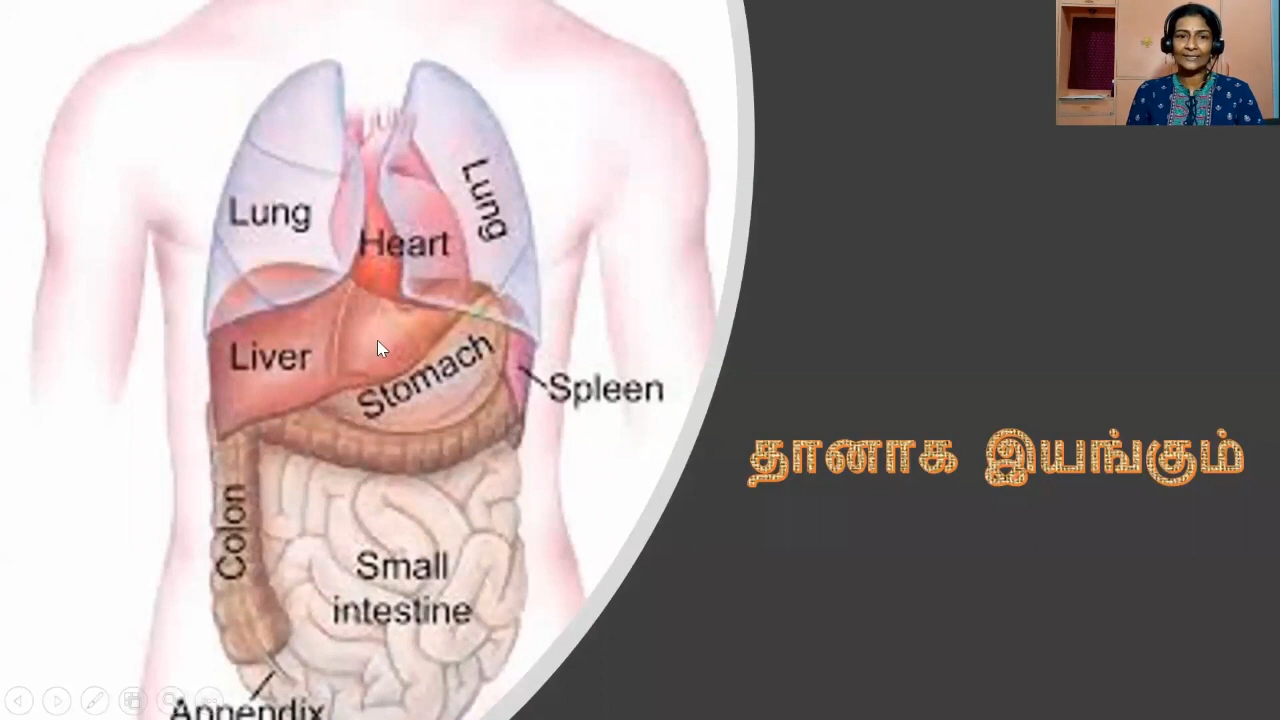 Lung
Lung
Heart
Liver
Stomach
Spleen
Colon
Small
intestine
Appendix
தானாக இயங்கும்